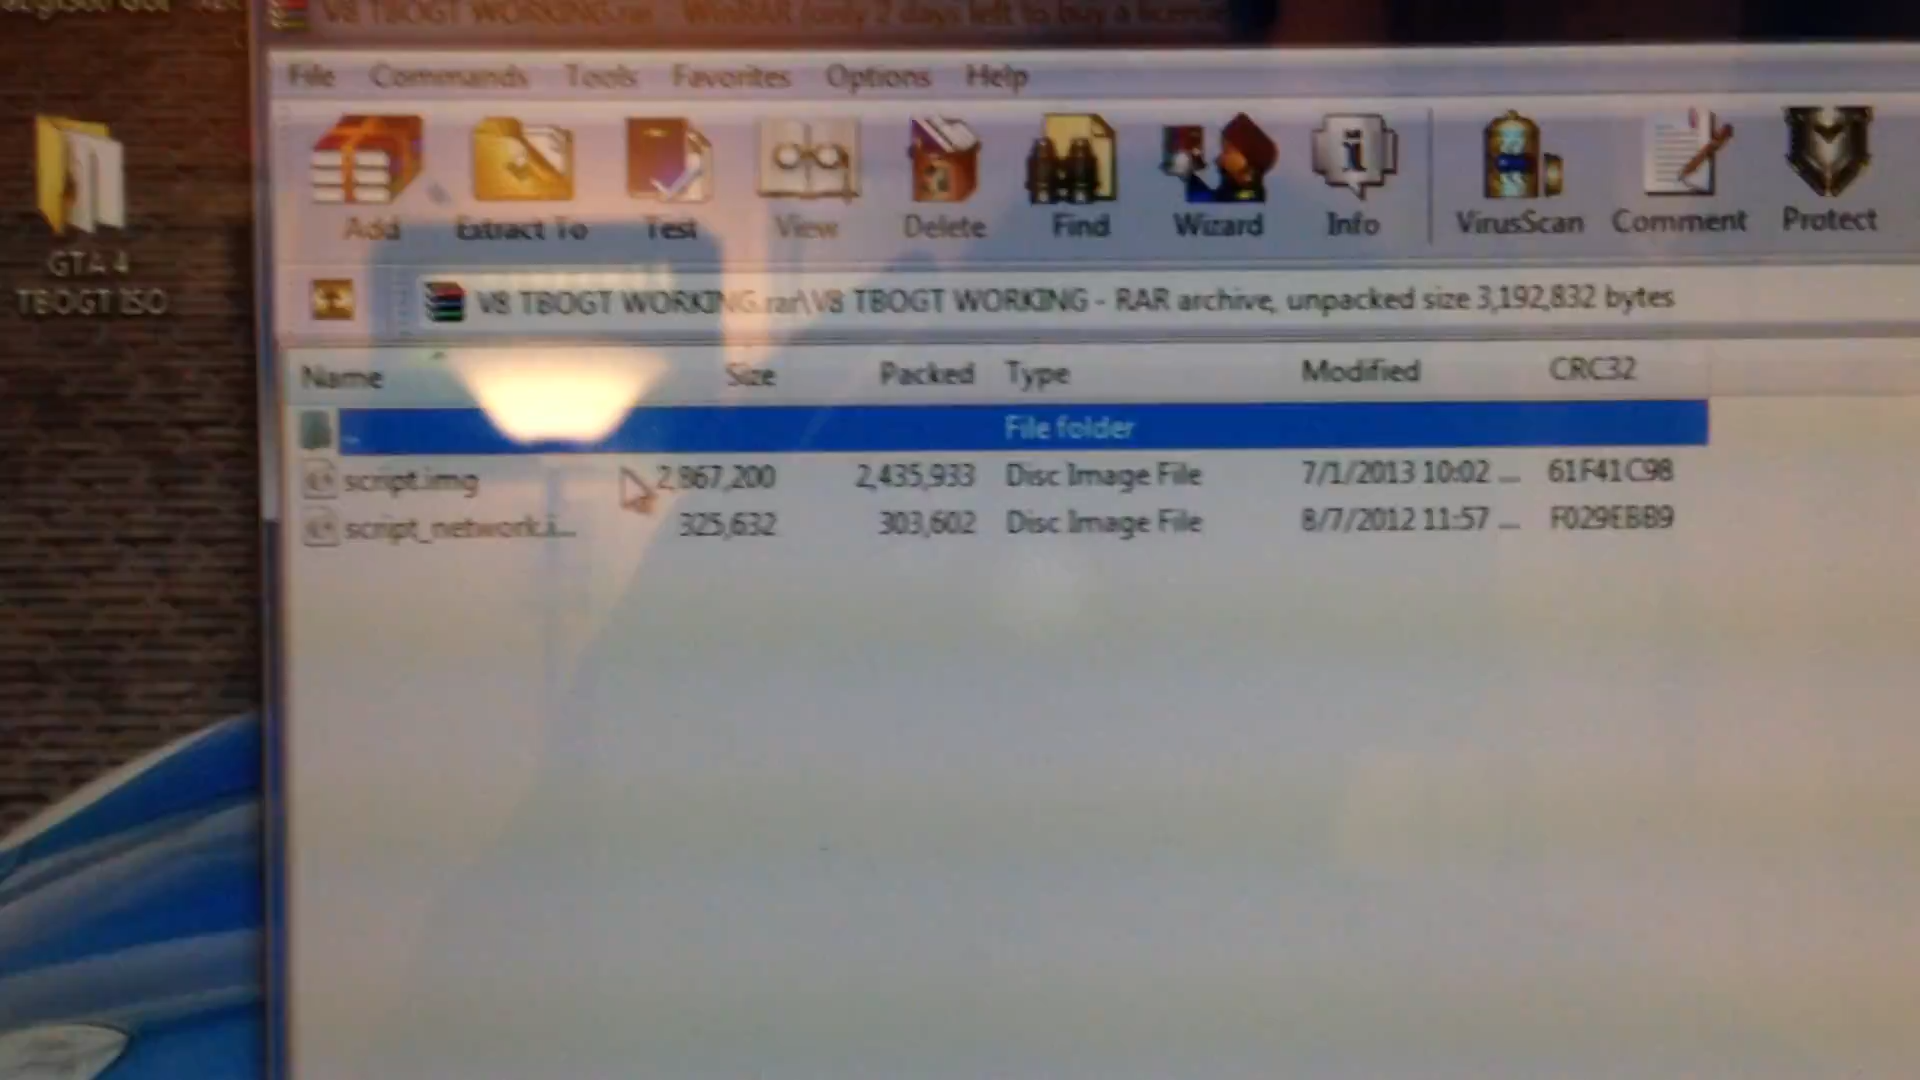 V8 TBOGT WORKING.rar - WinRAR (only 2 days left to buy a license
File Commands Tools Favorites Options Help
Add Extract To Test View Delete Find Wizard Info VirusScan Comment Protect
GTA 4
TBOGT ISO
V8 TBOGT WORKING.rar\V8 TBOGT WORKING - RAR archive, unpacked size 3,192,832 bytes
Name Size Packed Type Modified CRC32
.. File folder
script.img 2,867,200 2,435,933 Disc Image File 7/1/2013 10:02 ... 61F41C98
script_network.i... 325,632 303,602 Disc Image File 8/7/2012 11:57 ... F029EBB9